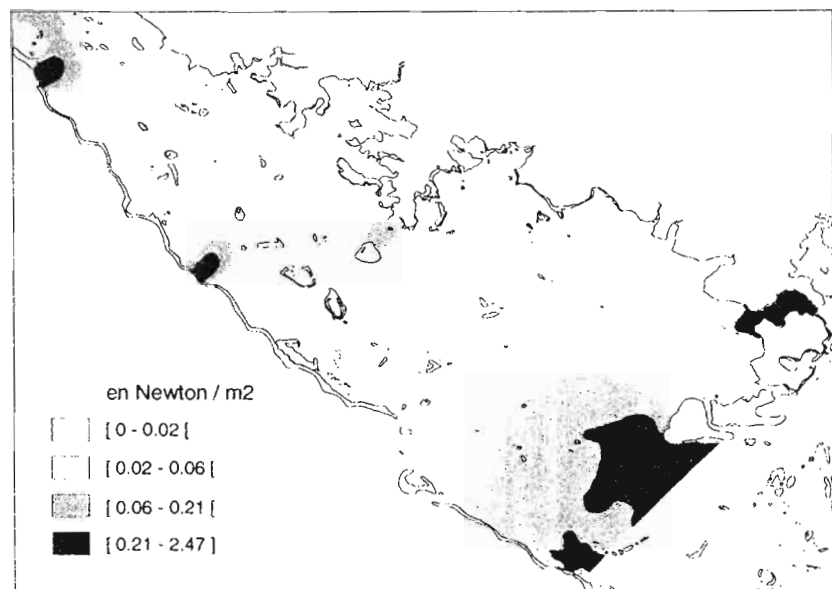 en Newton / m2
[ 0 - 0.02 [
[ 0.02 - 0.06 [
[ 0.06 - 0.21 [
[ 0.21 - 2.47 ]